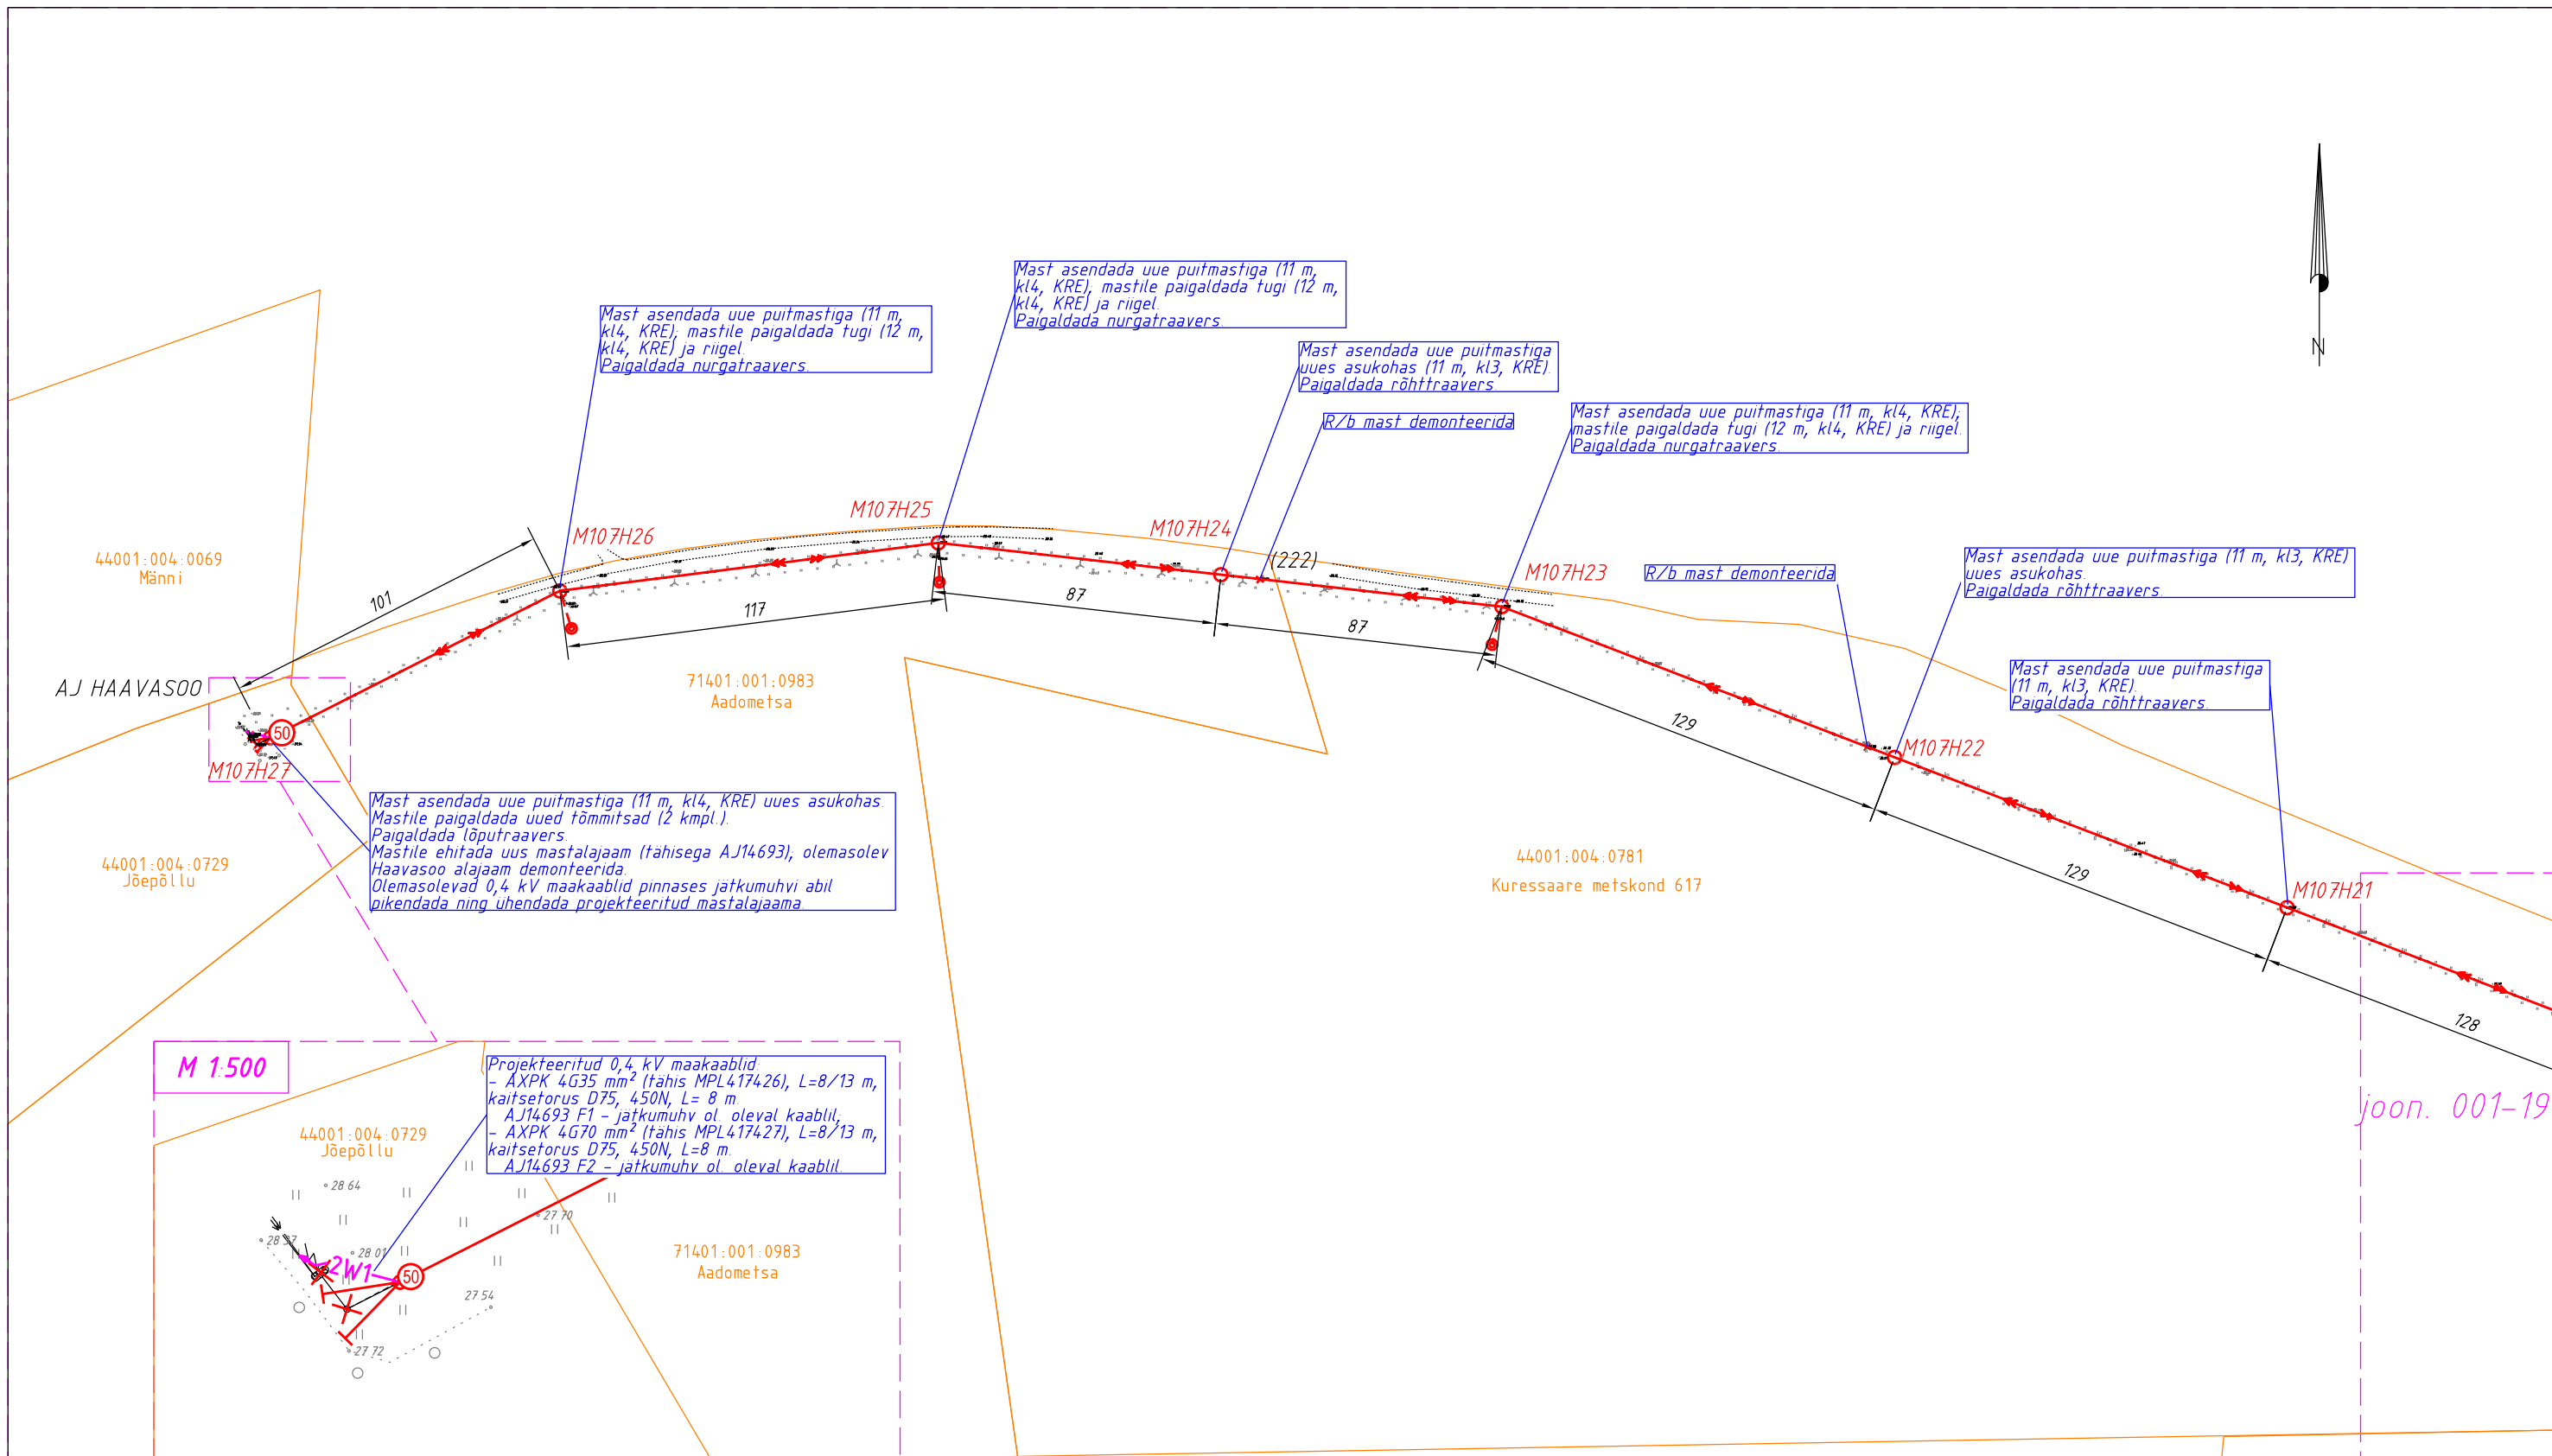 Mast asendada uue puitmastiga (11 m,
kl4, KRE); mastile paigaldada tugi (12 m,
kl4, KRE) ja riigel.
Paigaldada nurgatraavers.
Mast asendada uue puitmastiga (11 m,
kl4, KRE); mastile paigaldada tugi (12 m,
kl4, KRE) ja riigel.
Paigaldada nurgatraavers.
Mast asendada uue puitmastiga
uues asukohas (11 m, kl3, KRE).
Paigaldada rõhttraavers.
R/b mast demonteerida
Mast asendada uue puitmastiga (11 m, kl4, KRE);
mastile paigaldada tugi (12 m, kl4, KRE) ja riigel.
Paigaldada nurgatraavers.
N
M107H26
M107H25
M107H24
(222)
M107H23
R/b mast demonteerida
Mast asendada uue puitmastiga (11 m, kl3, KRE)
uues asukohas.
Paigaldada rõhttraavers.
44001:004:0069
Männi
101
117
87
87
129
Mast asendada uue puitmastiga
(11 m, kl3, KRE).
Paigaldada rõhttraavers.
AJ HAAVASOO
71401:001:0983
Aadometsa
50
M107H27
M107H22
Mast asendada uue puitmastiga (11 m, kl4, KRE) uues asukohas.
Mastile paigaldada uued tõmmitsad (2 kmpl.).
Paigaldada lõputraavers.
Mastile ehitada uus mastalajaam (tähisega AJ14693); olemasolev
Haavasoo alajaam demonteerida.
Olemasolevad 0,4 kV maakaablid pinnases jätkumuhvi abil
pikendada ning ühendada projekteeritud mastalajaama.
44001:004:0729
Jõepõllu
44001:004:0781
Kuressaare metskond 617
129
M107H21
128
joon. 001-19
M 1:500
Projekteeritud 0,4 kV maakaablid:
- AXPK 4G35 mm² (tähis MPL417426), L=8/13 m,
kaitsetorus D75, 450N, L= 8 m.
AJ14693 F1 - jätkumuhv ol. oleval kaablil;
- AXPK 4G70 mm² (tähis MPL417427), L=8/13 m,
kaitsetorus D75, 450N, L=8 m.
AJ14693 F2 - jätkumuhv ol. oleval kaablil.
44001:004:0729
Jõepõllu
28.64
27.70
28.37
28.01
2W1
50
27.54
27.72
71401:001:0983
Aadometsa